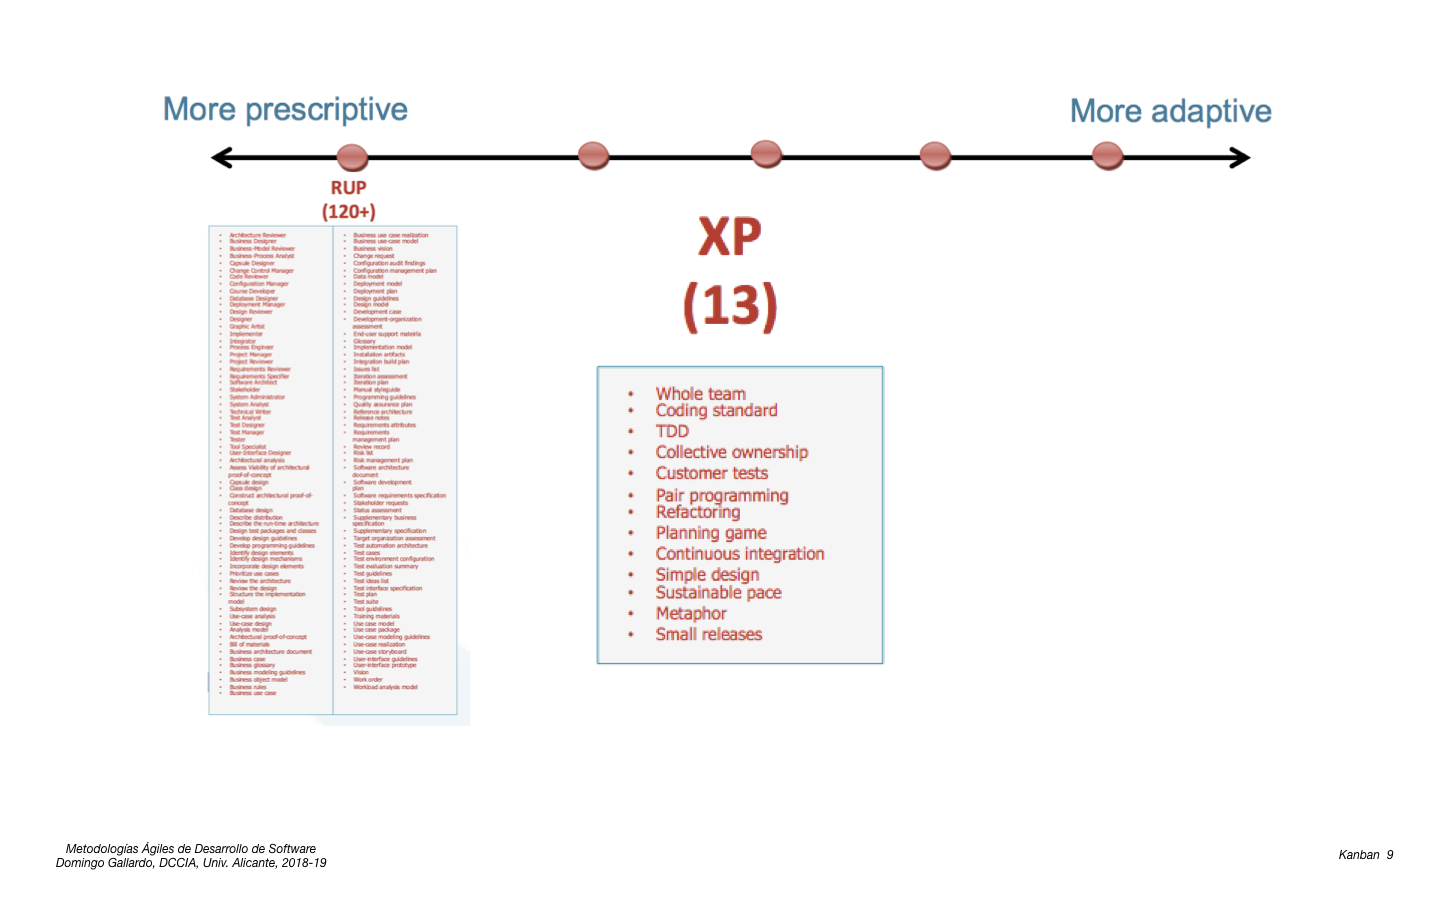 More prescriptive
More adaptive
RUP
(120+)
• Architecture Reviewer
• Business Designer
• Business-Model Reviewer
• Business-Process Analyst
• Capsule Designer
• Change Control Manager
• Code Reviewer
• Configuration Manager
• Course Developer
• Database Designer
• Deployment Manager
• Design Reviewer
• Designer
• Graphic Artist
• Implementer
• Integrator
• Process Engineer
• Project Manager
• Project Reviewer
• Requirements Reviewer
• Requirements Specifier
• Software Architect
• Stakeholder
• System Administrator
• System Analyst
• Technical Writer
• Test Analyst
• Test Designer
• Test Manager
• Tester
• Tool Specialist
• User-Interface Designer
• Architectural analysis
• Assess Viability of architectural
proof-of-concept
• Capsule design
• Class design
• Construct architectural proof-of-
concept
• Database design
• Describe distribution
• Describe the run-time architecture
• Design test packages and classes
• Develop design guidelines
• Develop programming guidelines
• Identify design elements
• Identify design mechanisms
• Incorporate design elements
• Prioritize use cases
• Review the architecture
• Review the design
• Structure the implementation
model
• Subsystem design
• Use-case analysis
• Use-case design
• Analysis model
• Architectural proof-of-concept
• Bill of materials
• Business architecture document
• Business case
• Business glossary
• Business modeling guidelines
• Business object model
• Business rules
• Business use case
• Business use case realization
• Business use-case model
• Business vision
• Change request
• Configuration audit findings
• Configuration management plan
• Data model
• Deployment model
• Deployment plan
• Design guidelines
• Design model
• Development case
• Development-organization
assessment
• End-user support mateirla
• Glossary
• Implementation model
• Installation artifacts
• Integration build plan
• Issues list
• Iteration assessment
• Iteration plan
• Manual styleguide
• Programming guidelines
• Quality assurance plan
• Reference architecture
• Release notes
• Requirements attributes
• Requirements
management plan
• Review record
• Risk list
• Risk management plan
• Software architecture
document
• Software development
plan
• Software requirements specification
• Stakeholder requests
• Status assessment
• Supplementary business
specification
• Supplementary specification
• Target organization assessment
• Test automation architecture
• Test cases
• Test environment configuration
• Test evaluation summary
• Test guidelines
• Test ideas list
• Test interface specification
• Test plan
• Test suite
• Tool guidelines
• Training materials
• Use case model
• Use case package
• Use-case modeling guidelines
• Use-case realization
• Use-case storyboard
• User-interface guidelines
• User-interface prototype
• Vision
• Work order
• Workload analysis model
XP
(13)
• Whole team
• Coding standard
• TDD
• Collective ownership
• Customer tests
• Pair programming
• Refactoring
• Planning game
• Continuous integration
• Simple design
• Sustainable pace
• Metaphor
• Small releases
Metodologías Ágiles de Desarrollo de Software
Domingo Gallardo, DCCIA, Univ. Alicante, 2018-19
Kanban 9